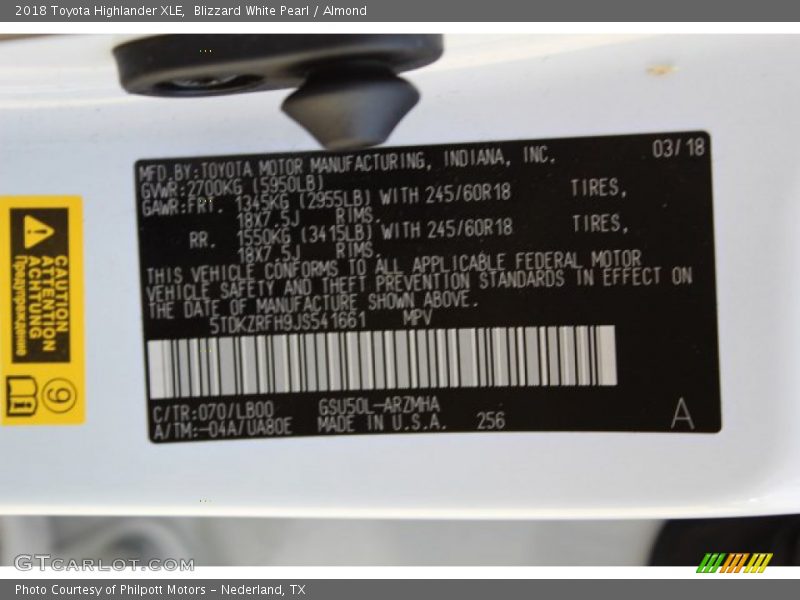 2018 Toyota Highlander XLE, Blizzard White Pearl / Almond
MFD.BY:TOYOTA MOTOR MANUFACTURING, INDIANA, INC. 03/18
GVWR:2700KG (5950LB)
GAWR:FRT. 1345KG (2955LB) WITH 245/60R18 TIRES,
18X7.5J RIMS.
RR. 1550KG (3415LB) WITH 245/60R18 TIRES,
18X7.5J RIMS.
THIS VEHICLE CONFORMS TO ALL APPLICABLE FEDERAL MOTOR
VEHICLE SAFETY AND THEFT PREVENTION STANDARDS IN EFFECT ON
THE DATE OF MANUFACTURE SHOWN ABOVE.
5TDKZRFH9JS541661 MPV
C/TR:070/LB00 GSU50L-ARZMHA
A/TM:-04A/UA80E MADE IN U.S.A. 256 A
CAUTION
ATTENTION
ACHTUNG
Предупреждение
9
GTCARLOT.COM
Photo Courtesy of Philpott Motors - Nederland, TX